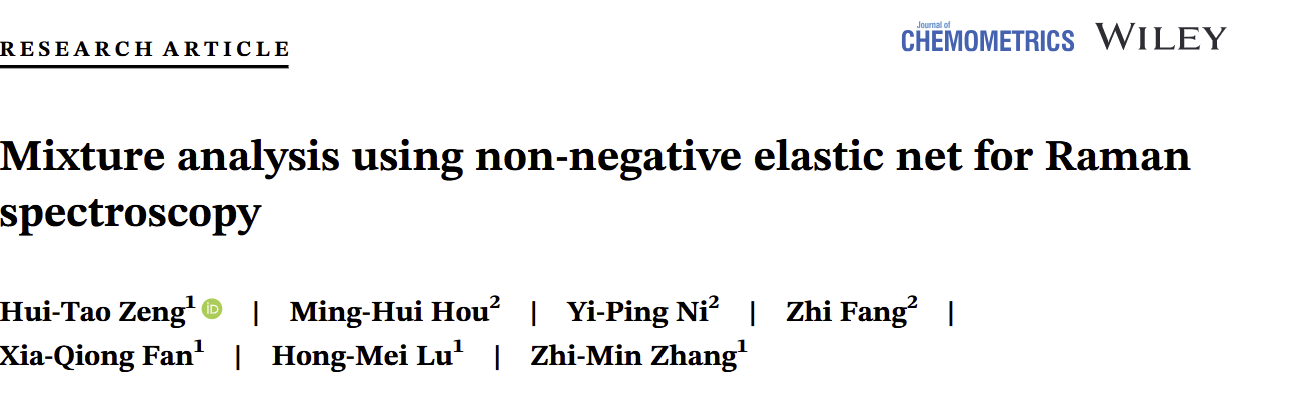 RESEARCH ARTICLE
Journal of
CHEMOMETRICS WILEY
Mixture analysis using non-negative elastic net for Raman
spectroscopy
Hui-Tao Zeng1 iD | Ming-Hui Hou2 | Yi-Ping Ni2 | Zhi Fang2 |
Xia-Qiong Fan1 | Hong-Mei Lu1 | Zhi-Min Zhang1